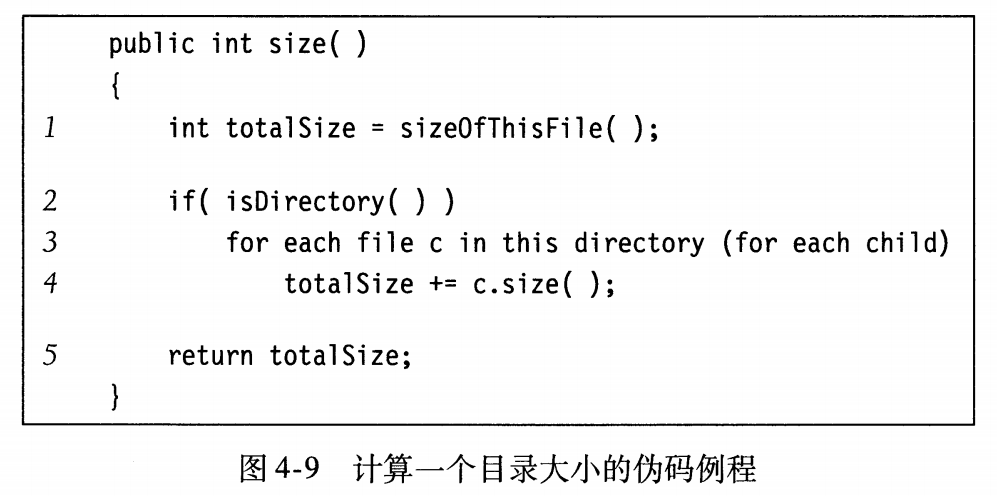 public int size( )
{
1 int totalSize = sizeOfThisFile( );
2 if( isDirectory( ) )
3 for each file c in this directory (for each child)
4 totalSize += c.size( );
5 return totalSize;
}
图4-9 计算一个目录大小的伪码例程